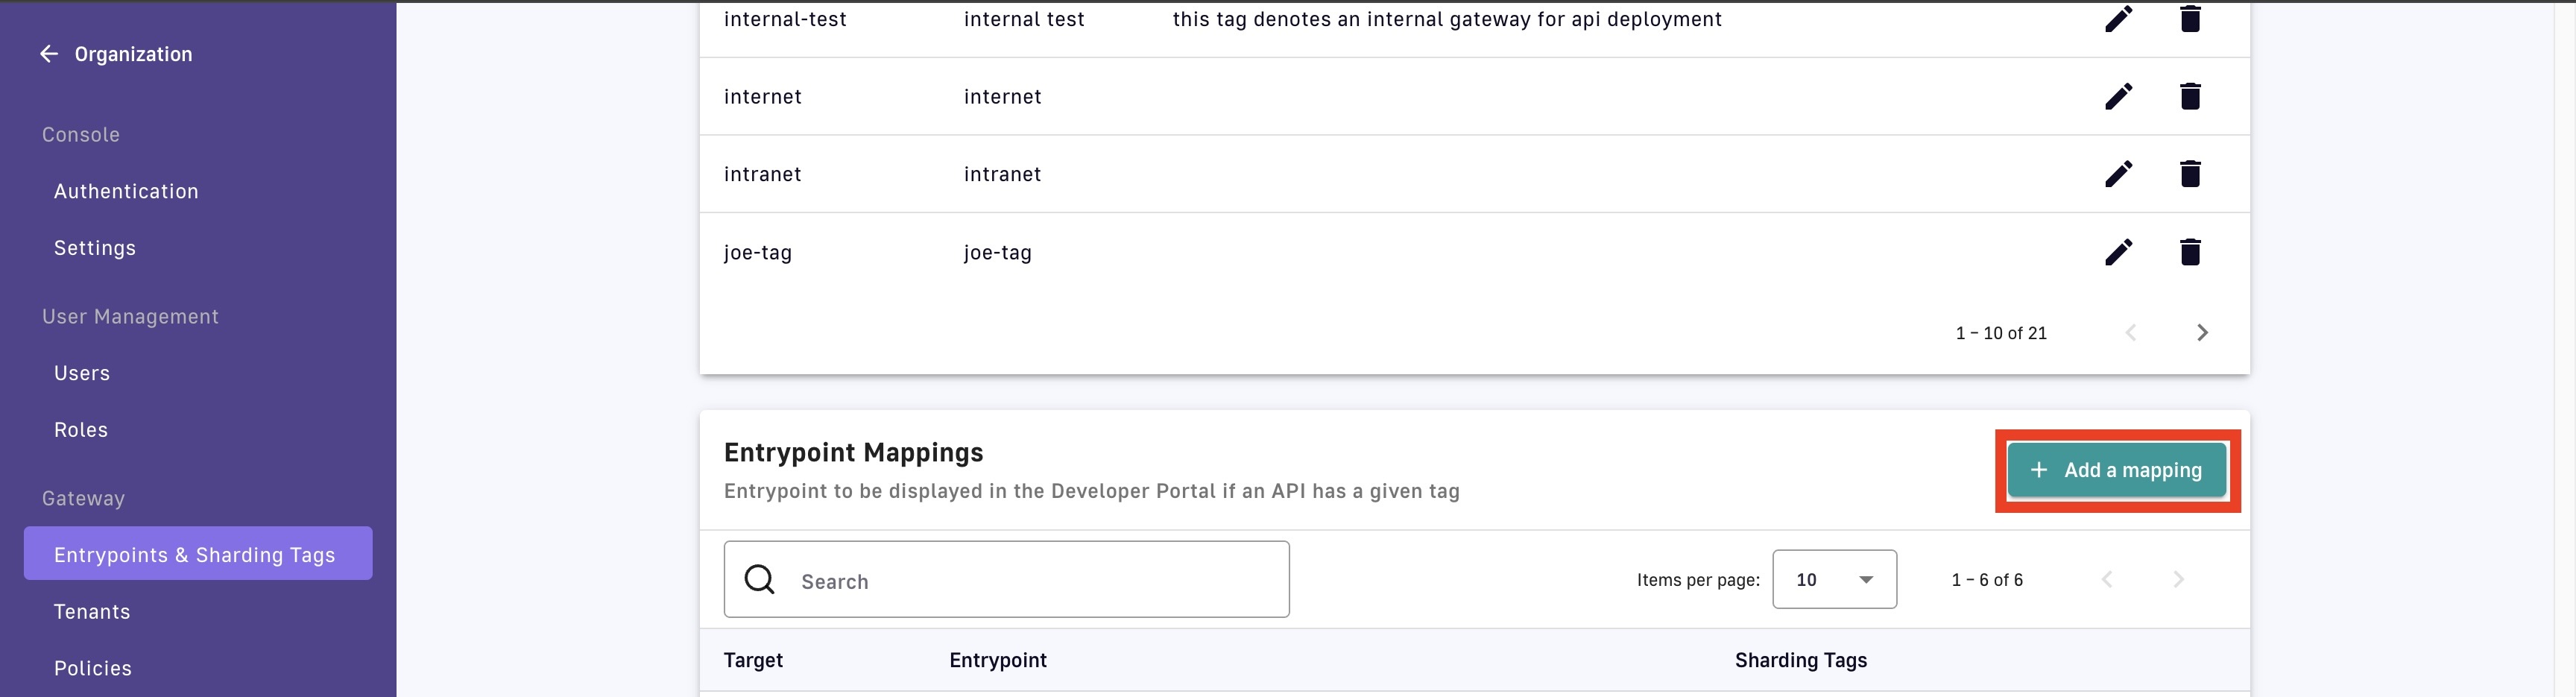 Organization
Console
Authentication
Settings
User Management
Users
Roles
Gateway
Entrypoints & Sharding Tags
Tenants
Policies
internal-test internal test this tag denotes an internal gateway for api deployment
internet internet
intranet intranet
joe-tag joe-tag
1 – 10 of 21
Entrypoint Mappings
Entrypoint to be displayed in the Developer Portal if an API has a given tag
+ Add a mapping
Search
Items per page: 10 1 – 6 of 6
Target Entrypoint Sharding Tags